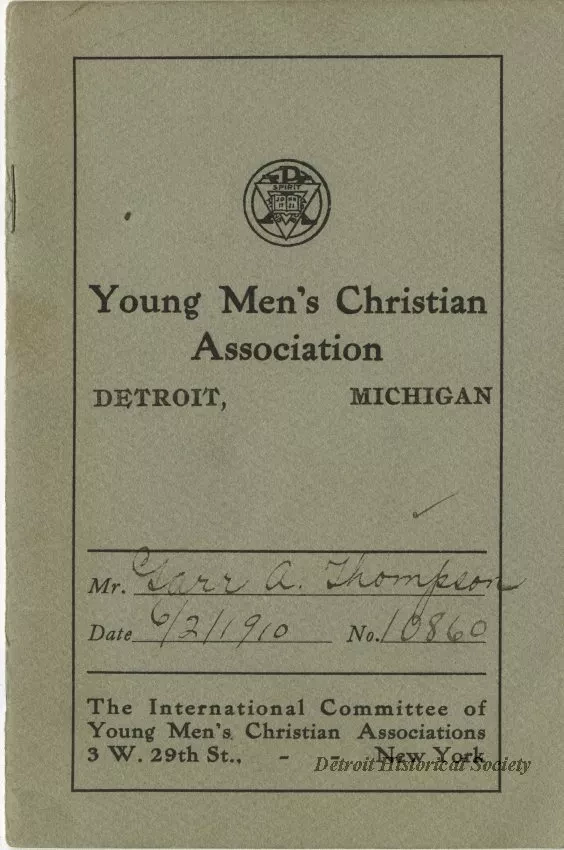 SPIRIT
Young Men's Christian
Association
DETROIT, MICHIGAN
Mr. Garr A. Thompson
Date 6/2/1910 No. 10860
The International Committee of
Young Men's Christian Associations
3 W. 29th St., - - New York
Detroit Historical Society